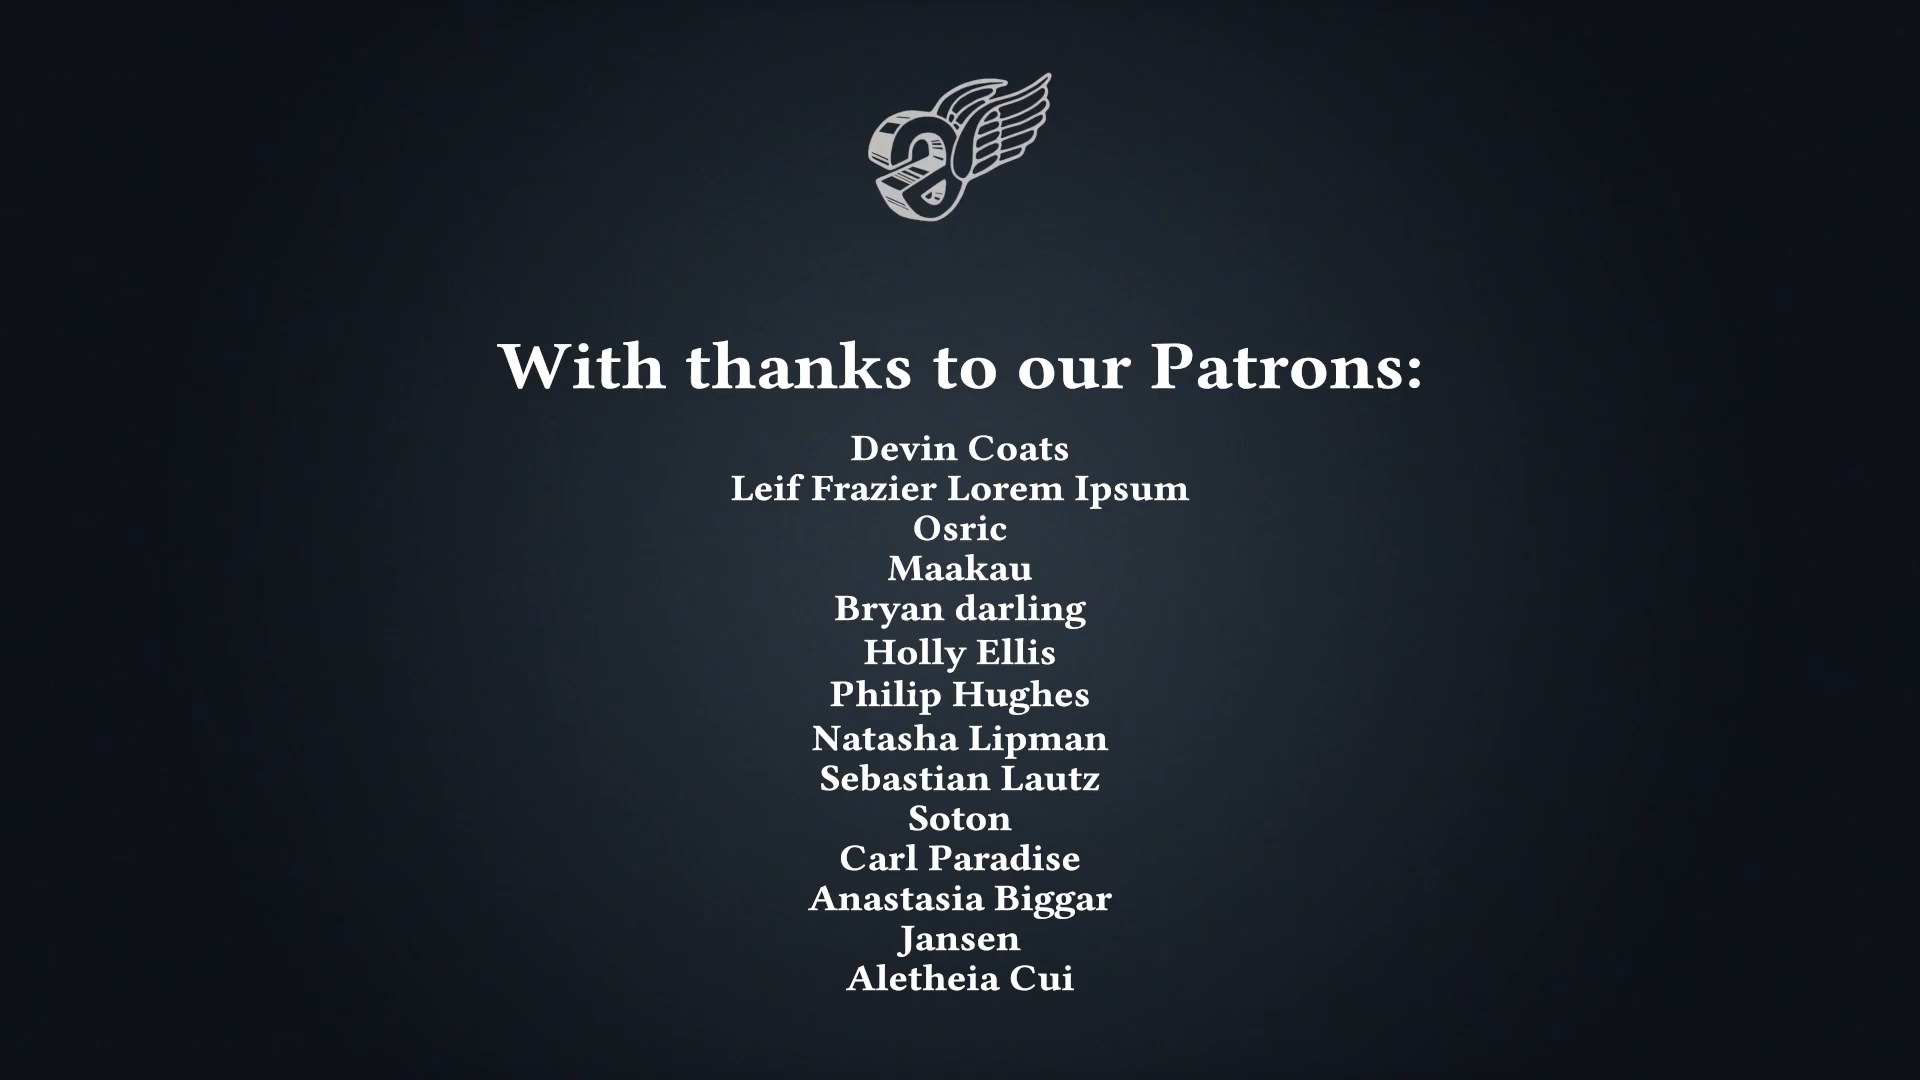 With thanks to our Patrons:
Devin Coats
Leif Frazier Lorem Ipsum
Osric
Maakau
Bryan darling
Holly Ellis
Philip Hughes
Natasha Lipman
Sebastian Lautz
Soton
Carl Paradise
Anastasia Biggar
Jansen
Aletheia Cui